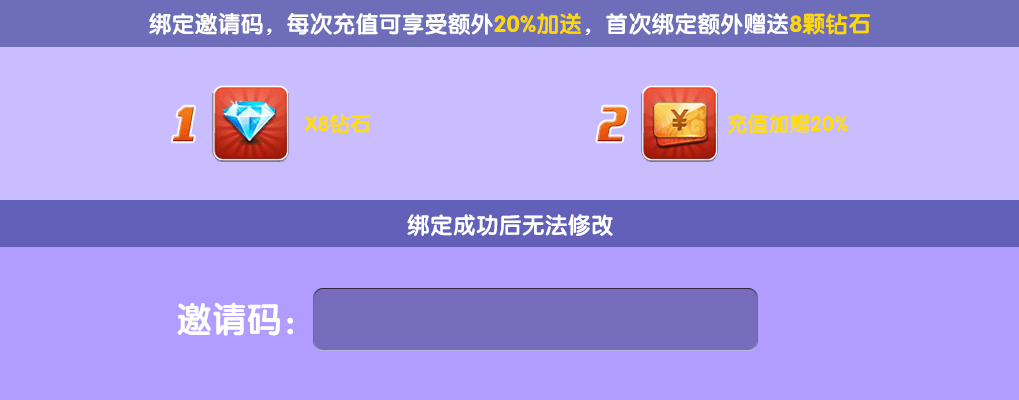 绑定邀请码，每次充值可享受额外20%加送，首次绑定额外赠送8颗钻石
1
X8钻石
2
¥
充值加赠20%
绑定成功后无法修改
邀请码：